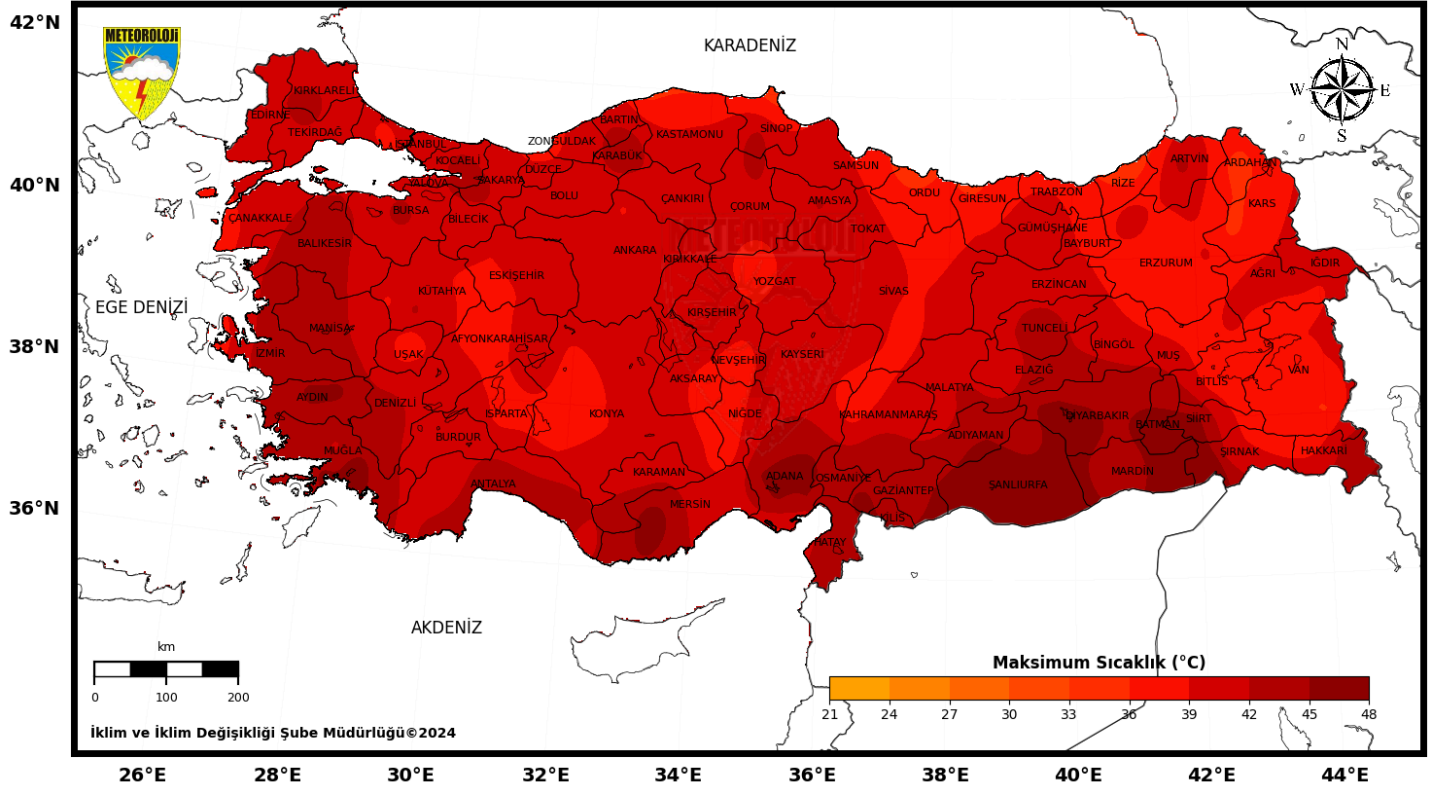 42°N
40°N
38°N
36°N
METEOROLOJİ
KARADENİZ
N
W
E
S
KIRKLARELİ
EDİRNE
TEKİRDAĞ
İSTANBUL
KOCAELİ
YALOVA
SAKARYA
DÜZCE
ZONGULDAK
BARTIN
KARABÜK
KASTAMONU
SİNOP
SAMSUN
ORDU
GİRESUN
TRABZON
RİZE
ARTVİN
ARDAHAN
KARS
ÇANAKKALE
BURSA
BİLECİK
BOLU
ÇANKIRI
ÇORUM
AMASYA
TOKAT
GÜMÜŞHANE
BAYBURT
BALIKESİR
ANKARA
KIRIKKALE
METEOROLOJİ
ERZURUM
AĞRI
IĞDIR
ESKİŞEHİR
KÜTAHYA
YOZGAT
SİVAS
ERZİNCAN
EGE DENİZİ
KIRŞEHİR
MANİSA
AFYONKARAHİSAR
TUNCELİ
İZMİR
UŞAK
NEVŞEHİR
KAYSERİ
BİNGÖL
MUŞ
ELAZIĞ
VAN
BİTLİS
AKSARAY
MALATYA
AYDIN
DENİZLİ
ISPARTA
KONYA
NİĞDE
KAHRAMANMARAŞ
DİYARBAKIR
BATMAN
SİİRT
BURDUR
ADIYAMAN
MUĞLA
ŞIRNAK
HAKKARİ
ANTALYA
KARAMAN
ADANA
OSMANİYE
MARDİN
GAZİANTEP
ŞANLIURFA
MERSİN
KİLİS
HATAY
AKDENİZ
km
0 100 200
Maksimum Sıcaklık (°C)
21 24 27 30 33 36 39 42 45 48
İklim ve İklim Değişikliği Şube Müdürlüğü©2024
26°E 28°E 30°E 32°E 34°E 36°E 38°E 40°E 42°E 44°E